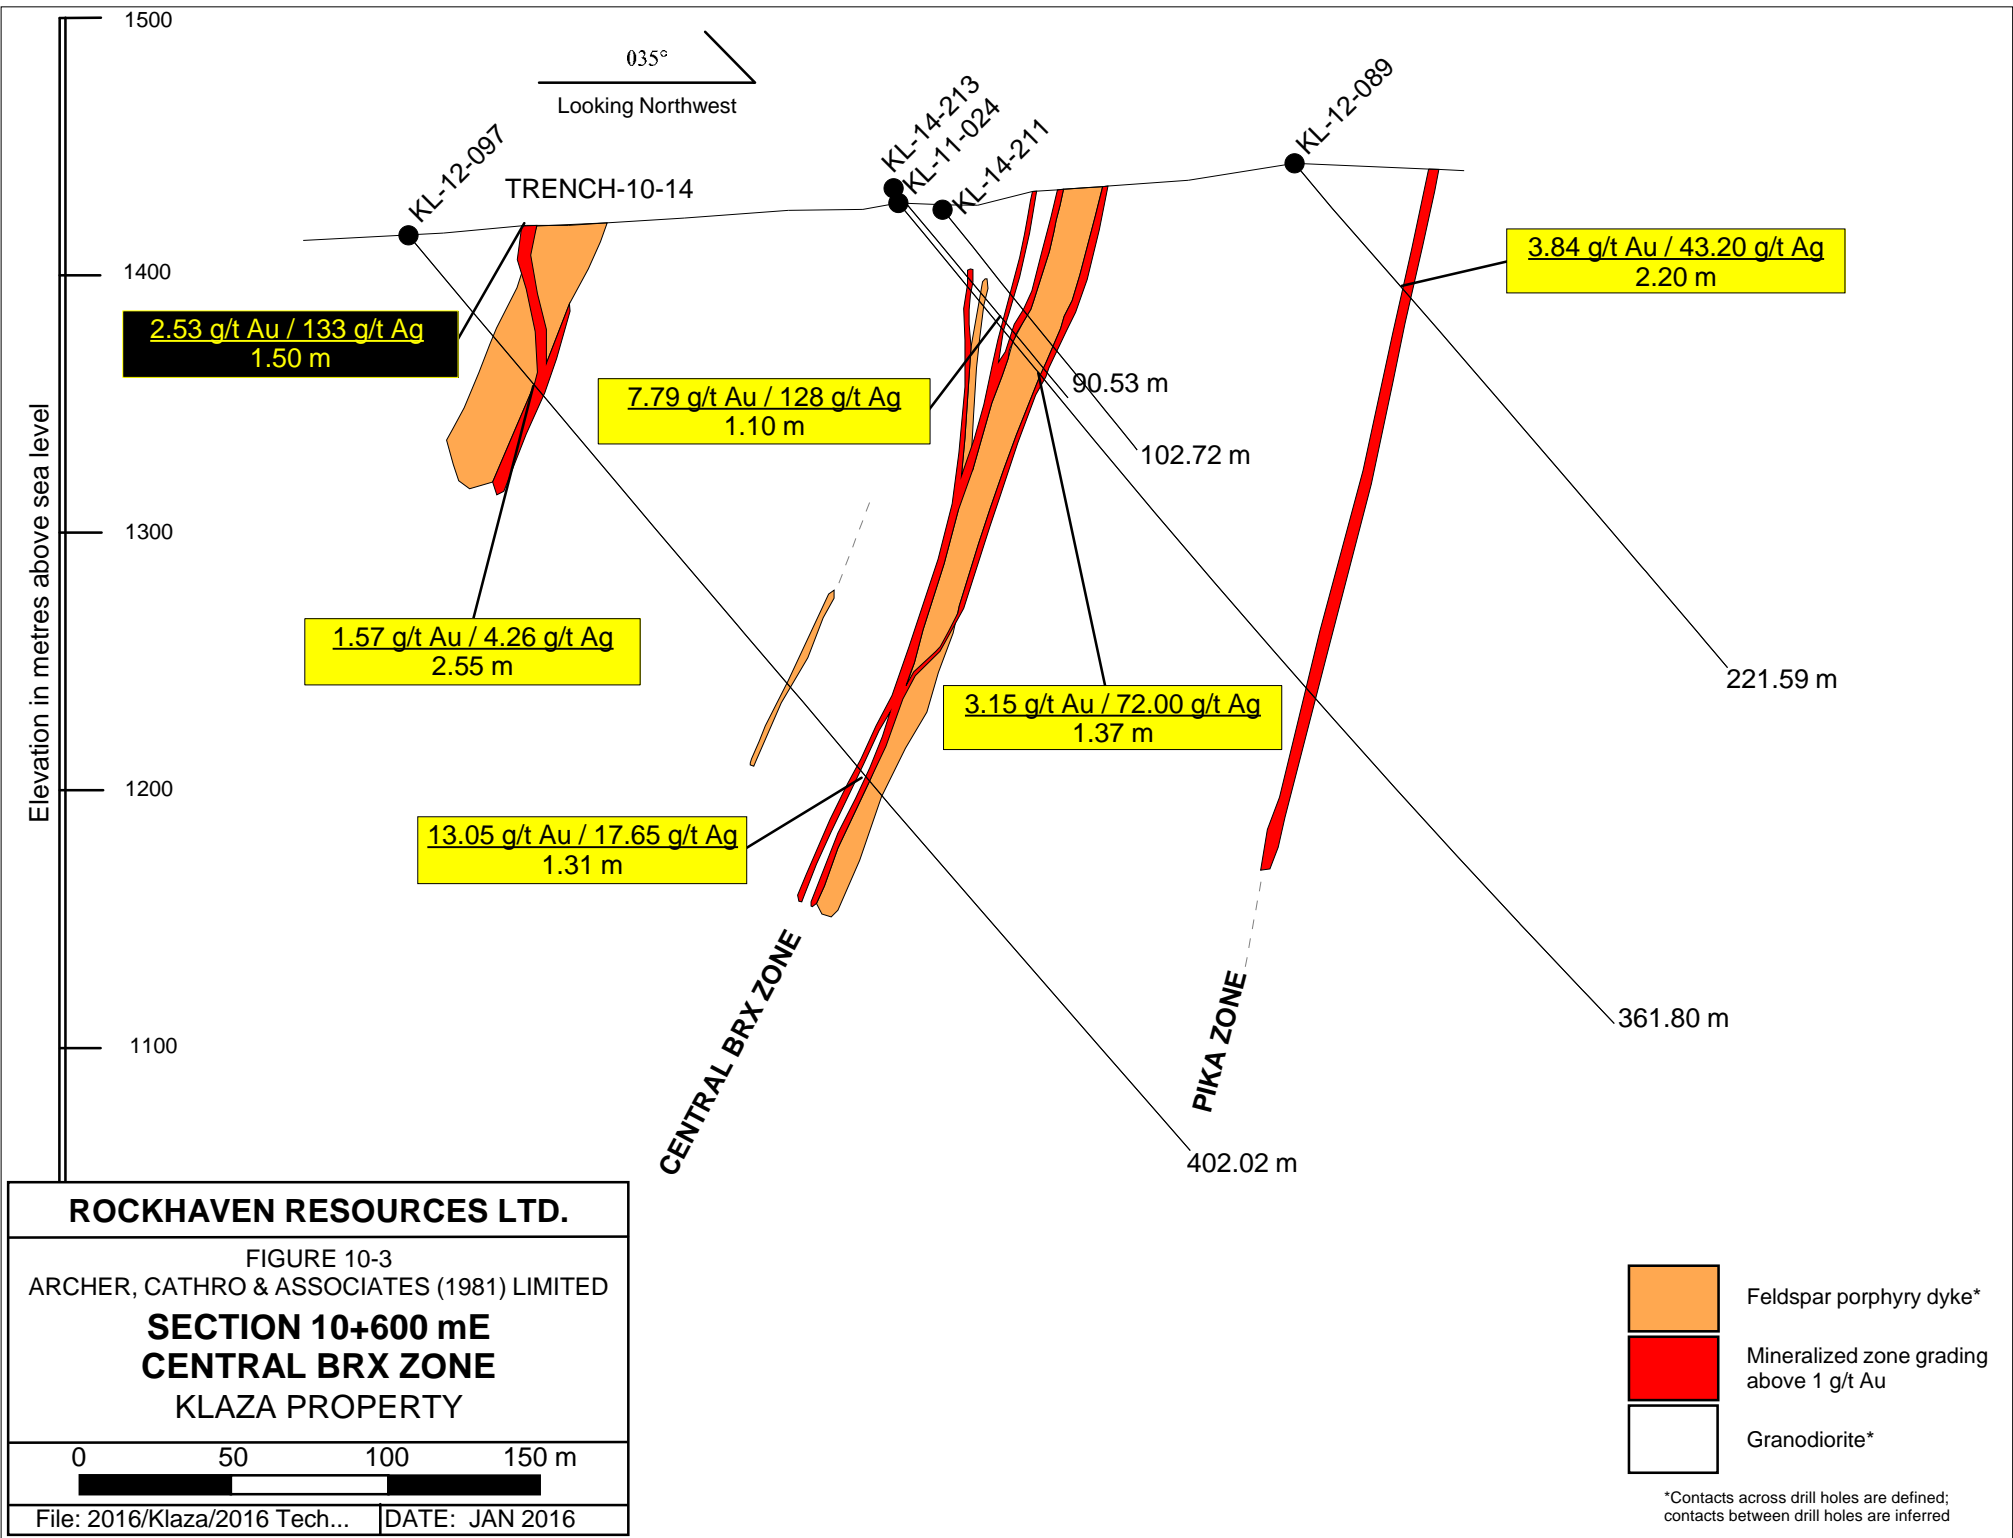 1500
035°
Looking Northwest
KL-12-097
TRENCH-10-14
KL-14-213
KL-11-024
KL-14-211
KL-12-089
1400
3.84 g/t Au / 43.20 g/t Ag
2.20 m
2.53 g/t Au / 133 g/t Ag
1.50 m
7.79 g/t Au / 128 g/t Ag
1.10 m
90.53 m
102.72 m
Elevation in metres above sea level
1300
1.57 g/t Au / 4.26 g/t Ag
2.55 m
3.15 g/t Au / 72.00 g/t Ag
1.37 m
221.59 m
1200
13.05 g/t Au / 17.65 g/t Ag
1.31 m
CENTRAL BRX ZONE
PIKA ZONE
361.80 m
1100
402.02 m
ROCKHAVEN RESOURCES LTD.
FIGURE 10-3
ARCHER, CATHRO & ASSOCIATES (1981) LIMITED
SECTION 10+600 mE
CENTRAL BRX ZONE
KLAZA PROPERTY
0 50 100 150 m
File: 2016/Klaza/2016 Tech... DATE: JAN 2016
Feldspar porphyry dyke*
Mineralized zone grading
above 1 g/t Au
Granodiorite*
*Contacts across drill holes are defined;
contacts between drill holes are inferred